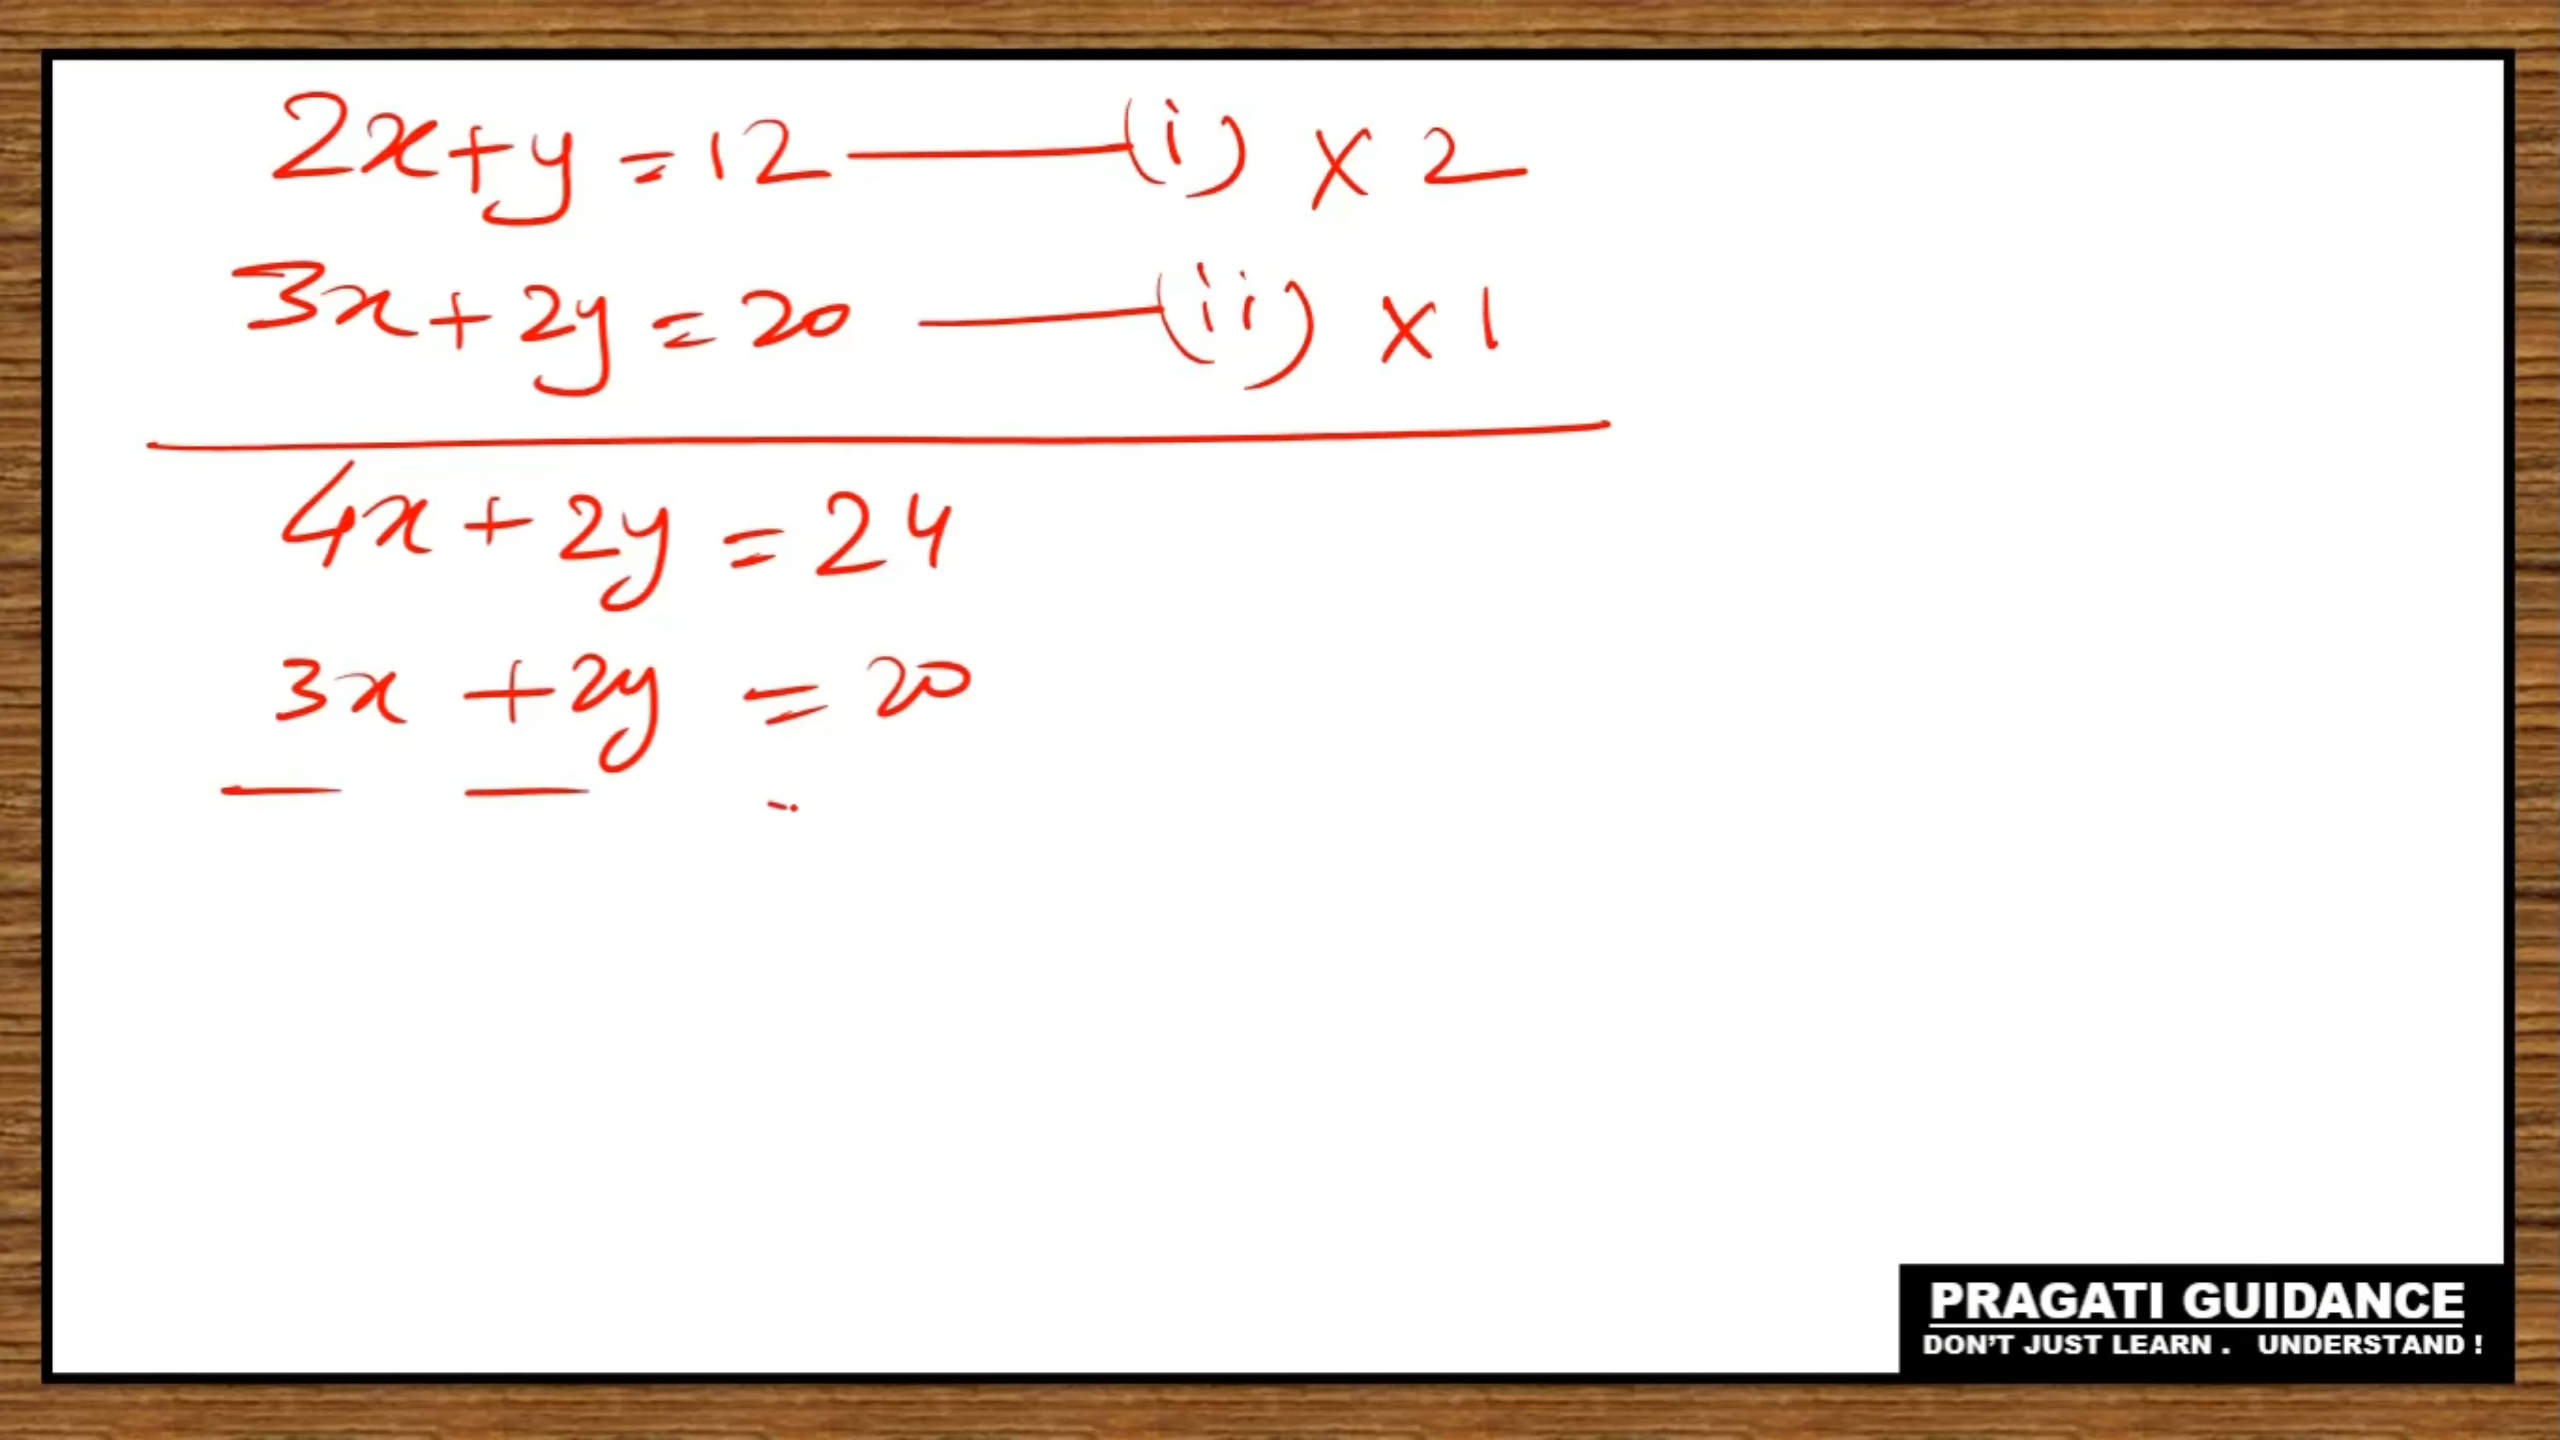 2x+y=12 ——(i) × 2
3x+2y=20 ——(ii) × 1
4x+2y=24
3x+2y=20
— —
PRAGATI GUIDANCE
DON'T JUST LEARN . UNDERSTAND !